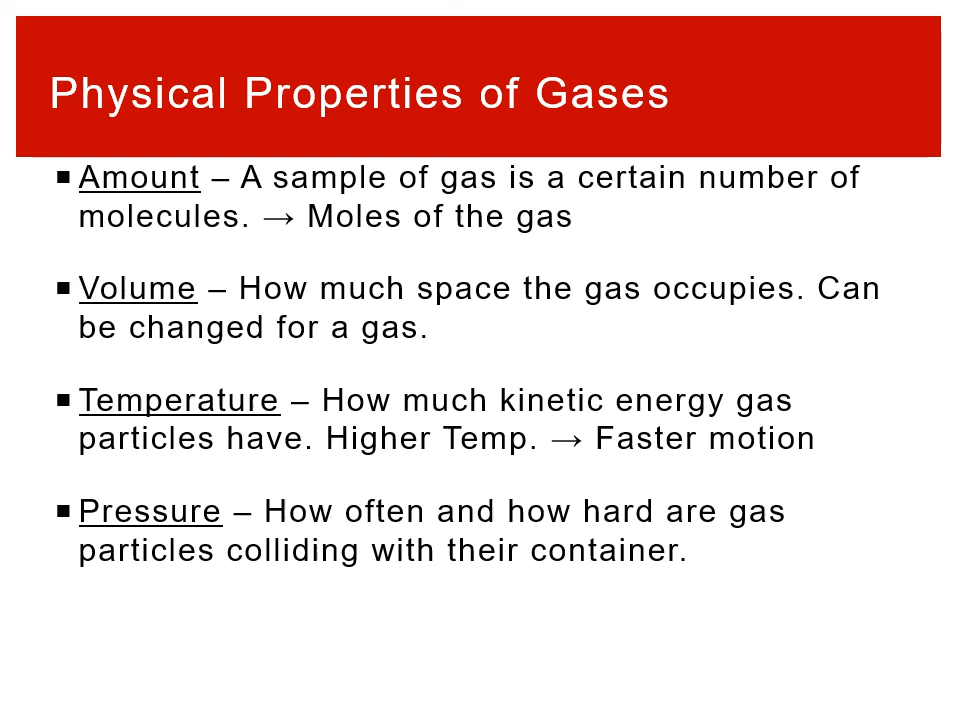 Physical Properties of Gases
▪ Amount – A sample of gas is a certain number of
molecules. → Moles of the gas
▪ Volume – How much space the gas occupies. Can
be changed for a gas.
▪ Temperature – How much kinetic energy gas
particles have. Higher Temp. → Faster motion
▪ Pressure – How often and how hard are gas
particles colliding with their container.